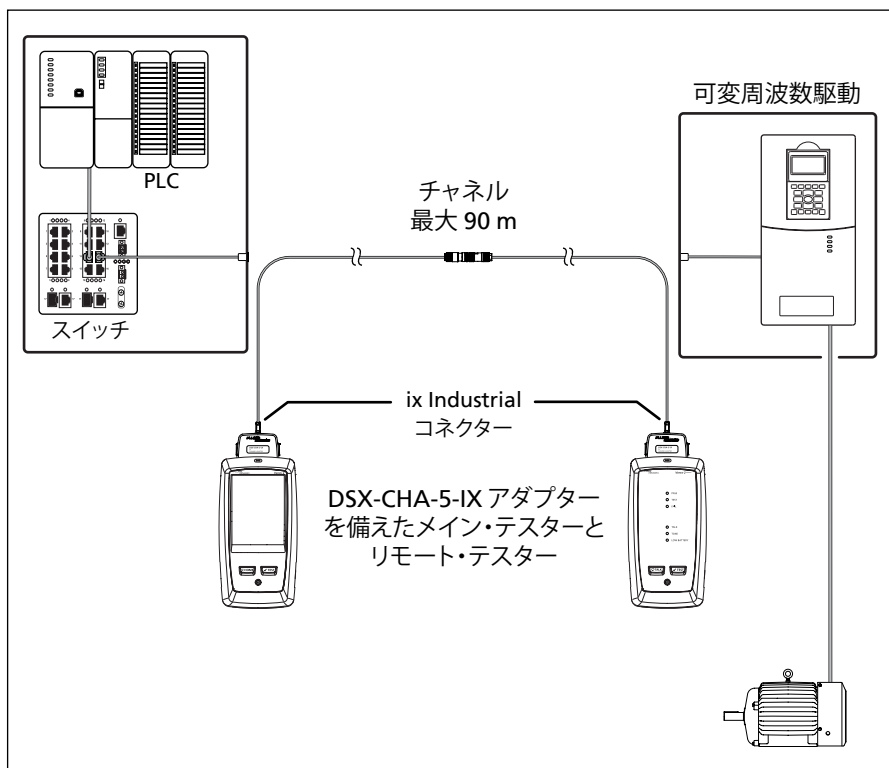 可変周波数駆動
PLC
チャネル
最大 90 m
スイッチ
ix Industrial
コネクター
DSX-CHA-5-IX アダプター
を備えたメイン・テスターと
リモート・テスター